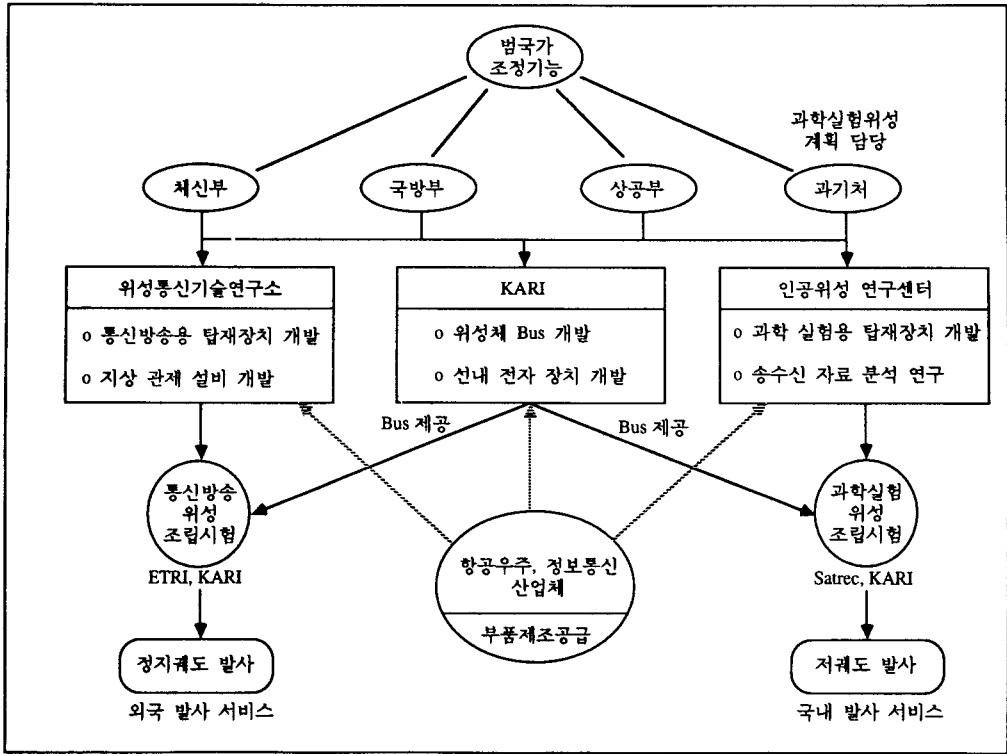 범국가
조정기능
과학실험위성
계획 담당
체신부
국방부
상공부
과기처
위성통신기술연구소
o 통신방송용 탑재장치 개발
o 지상 관제 설비 개발
KARI
o 위성체 Bus 개발
o 선내 전자 장치 개발
인공위성 연구센터
o 과학 실험용 탑재장치 개발
o 송수신 자료 분석 연구
Bus 제공
Bus 제공
통신방송
위성
조립시험
ETRI, KARI
항공우주, 정보통신
산업체
부품제조공급
과학실험
위성
조립시험
Satrec, KARI
정지궤도 발사
외국 발사 서비스
저궤도 발사
국내 발사 서비스